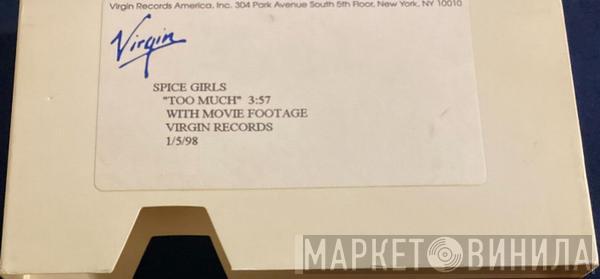 Virgin Records America, Inc. 304 Park Avenue South 5th Floor, New York, NY 10010
Virgin
SPICE GIRLS
"TOO MUCH" 3:57
WITH MOVIE FOOTAGE
VIRGIN RECORDS
1/5/98
МАРКЕТ ВИНИЛА